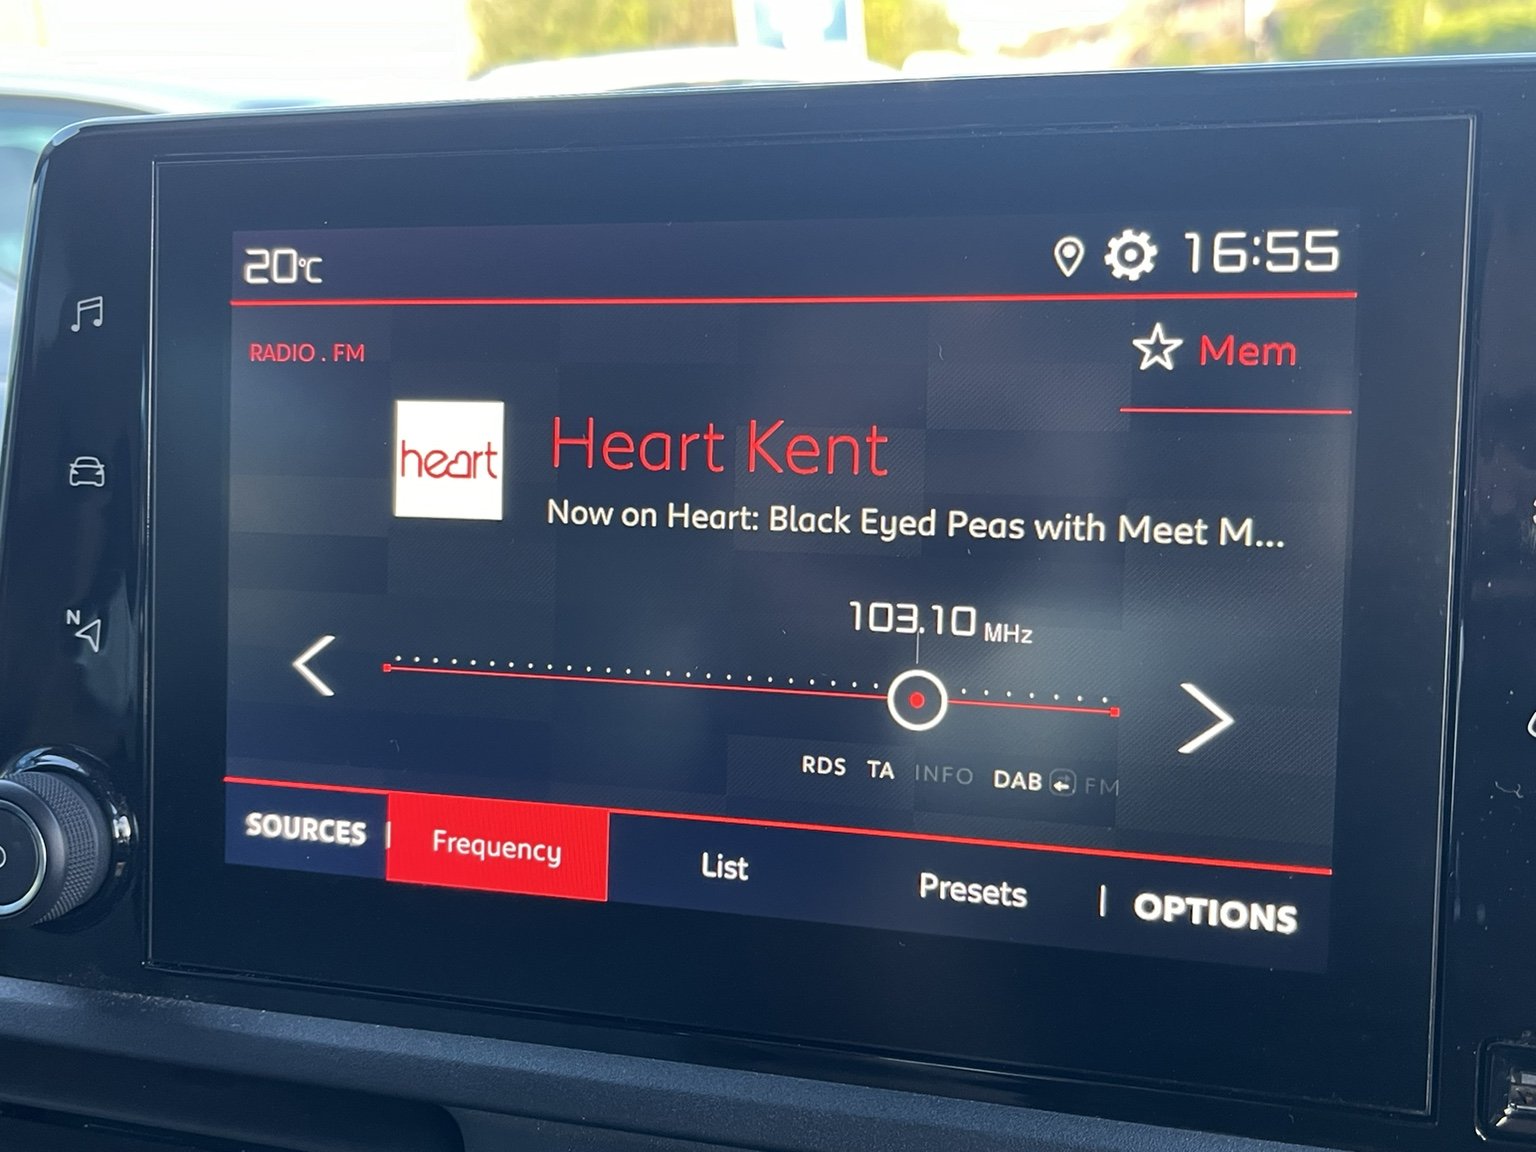 20°C
16:55
RADIO . FM
Mem
heart
Heart Kent
Now on Heart: Black Eyed Peas with Meet M...
103.10 MHz
N
RDS TA INFO DAB FM
SOURCES Frequency List Presets OPTIONS